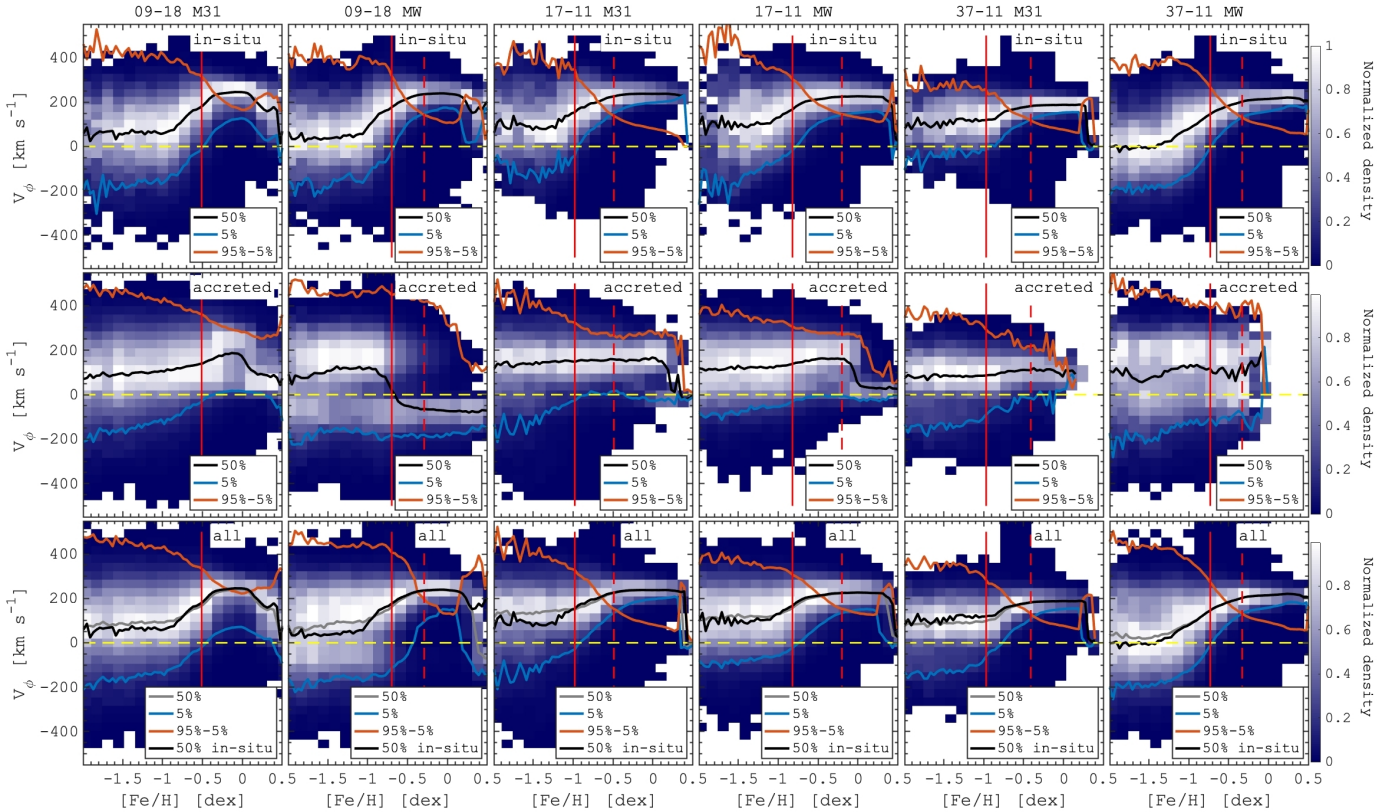 09-18 M31 09-18 MW 17-11 M31 17-11 MW 37-11 M31 37-11 MW
in-situ in-situ in-situ in-situ in-situ in-situ
400 200 0 −200 −400
V_ϕ [km s⁻¹]
50% 50% 50% 50% 50% 50%
5% 5% 5% 5% 5% 5%
95%-5% 95%-5% 95%-5% 95%-5% 95%-5% 95%-5%
1 0.8 0.6 0.4 0.2 0
Normalized density
accreted accreted accreted accreted accreted accreted
400 200 0 −200 −400
V_ϕ [km s⁻¹]
50% 50% 50% 50% 50% 50%
5% 5% 5% 5% 5% 5%
95%-5% 95%-5% 95%-5% 95%-5% 95%-5% 95%-5%
0.8 0.6 0.4 0.2 0
Normalized density
all all all all all all
400 200 0 −200 −400
V_ϕ [km s⁻¹]
50% 50% 50% 50% 50% 50%
5% 5% 5% 5% 5% 5%
95%-5% 95%-5% 95%-5% 95%-5% 95%-5% 95%-5%
50% in-situ 50% in-situ 50% in-situ 50% in-situ 50% in-situ 50% in-situ
0.8 0.6 0.4 0.2 0
Normalized density
-1.5 -1 -0.5 0 0.5 -1.5 -1 -0.5 0 0.5 -1.5 -1 -0.5 0 0.5 -1.5 -1 -0.5 0 0.5 -1.5 -1 -0.5 0 0.5 -1.5 -1 -0.5 0 0.5
[Fe/H] [dex] [Fe/H] [dex] [Fe/H] [dex] [Fe/H] [dex] [Fe/H] [dex] [Fe/H] [dex]